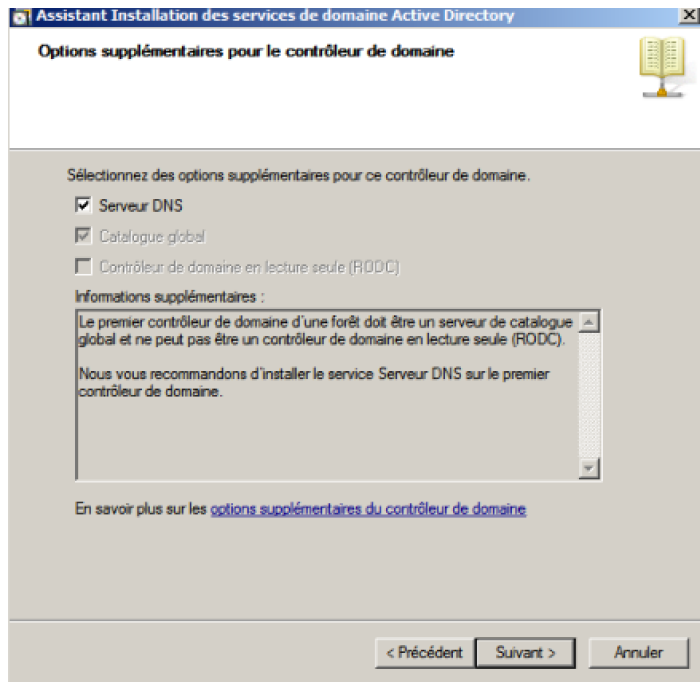 Assistant Installation des services de domaine Active Directory
Options supplémentaires pour le contrôleur de domaine
Sélectionnez des options supplémentaires pour ce contrôleur de domaine.
Serveur DNS
Catalogue global
Contrôleur de domaine en lecture seule (RODC)
Informations supplémentaires :
Le premier contrôleur de domaine d'une forêt doit être un serveur de catalogue
global et ne peut pas être un contrôleur de domaine en lecture seule (RODC).
Nous vous recommandons d'installer le service Serveur DNS sur le premier
contrôleur de domaine.
En savoir plus sur les options supplémentaires du contrôleur de domaine
< Précédent Suivant > Annuler